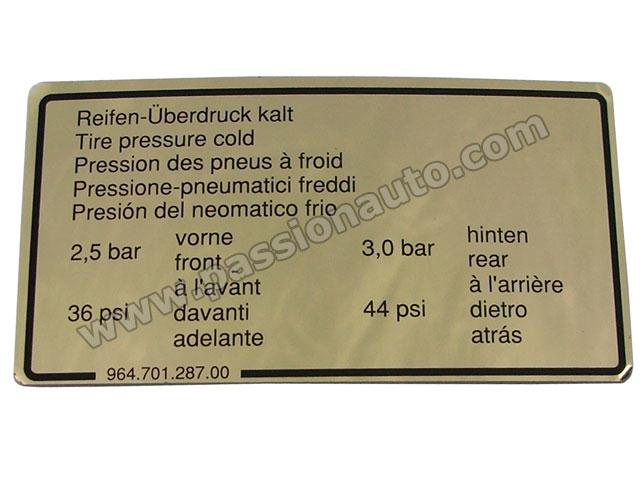 Reifen-Überdruck kalt
Tire pressure cold
Pression des pneus à froid
Pressione-pneumatici freddi
Presión del neomatico frio
2,5 bar
36 psi
vorne
front
à l'avant
davanti
adelante
3,0 bar
44 psi
hinten
rear
à l'arrière
dietro
atrás
964.701.287.00
www.passionauto.com